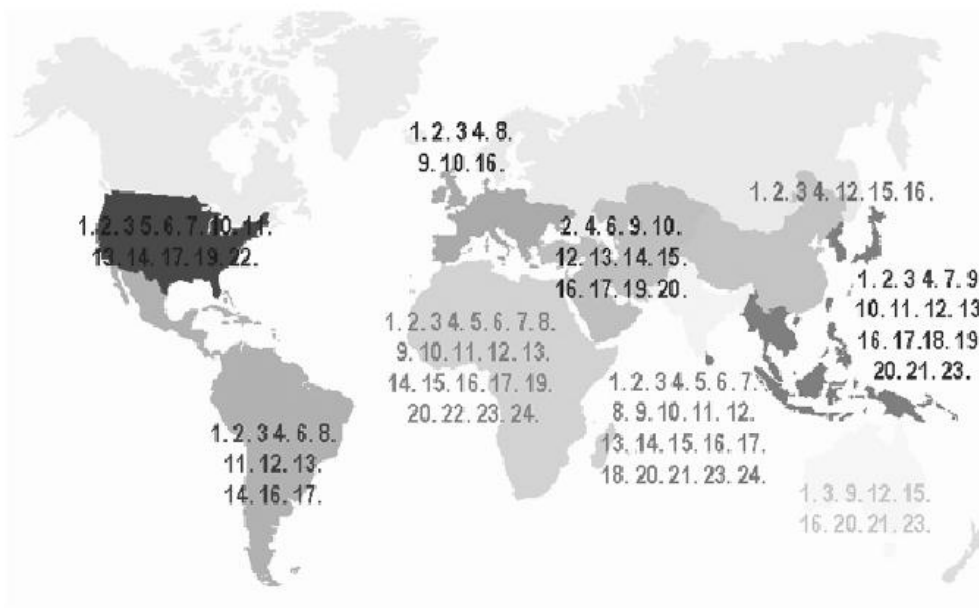 1. 2. 3 4. 8.
9. 10. 16.
1. 2. 3 4. 12. 15. 16.
1. 2. 3 5. 6. 7. 10. 11.
13. 14. 17. 19. 22.
2. 4. 6. 9. 10.
12. 13. 14. 15.
16. 17. 19. 20.
1. 2. 3 4. 7. 9
10. 11. 12. 13
16. 17. 18. 19
20. 21. 23.
1. 2. 3 4. 5. 6. 7. 8.
9. 10. 11. 12. 13.
14. 15. 16. 17. 19.
20. 22. 23. 24.
1. 2. 3 4. 5. 6. 7.
8. 9. 10. 11. 12.
13. 14. 15. 16. 17.
18. 20. 21. 23. 24.
1. 2. 3 4. 6. 8.
11. 12. 13.
14. 16. 17.
1. 3. 9. 12. 15.
16. 20. 21. 23.